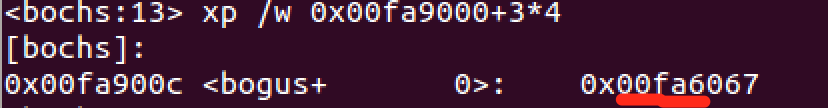 <bochs:13> xp /w 0x00fa9000+3*4
[bochs]:
0x00fa900c <bogus+       0>:    0x00fa6067